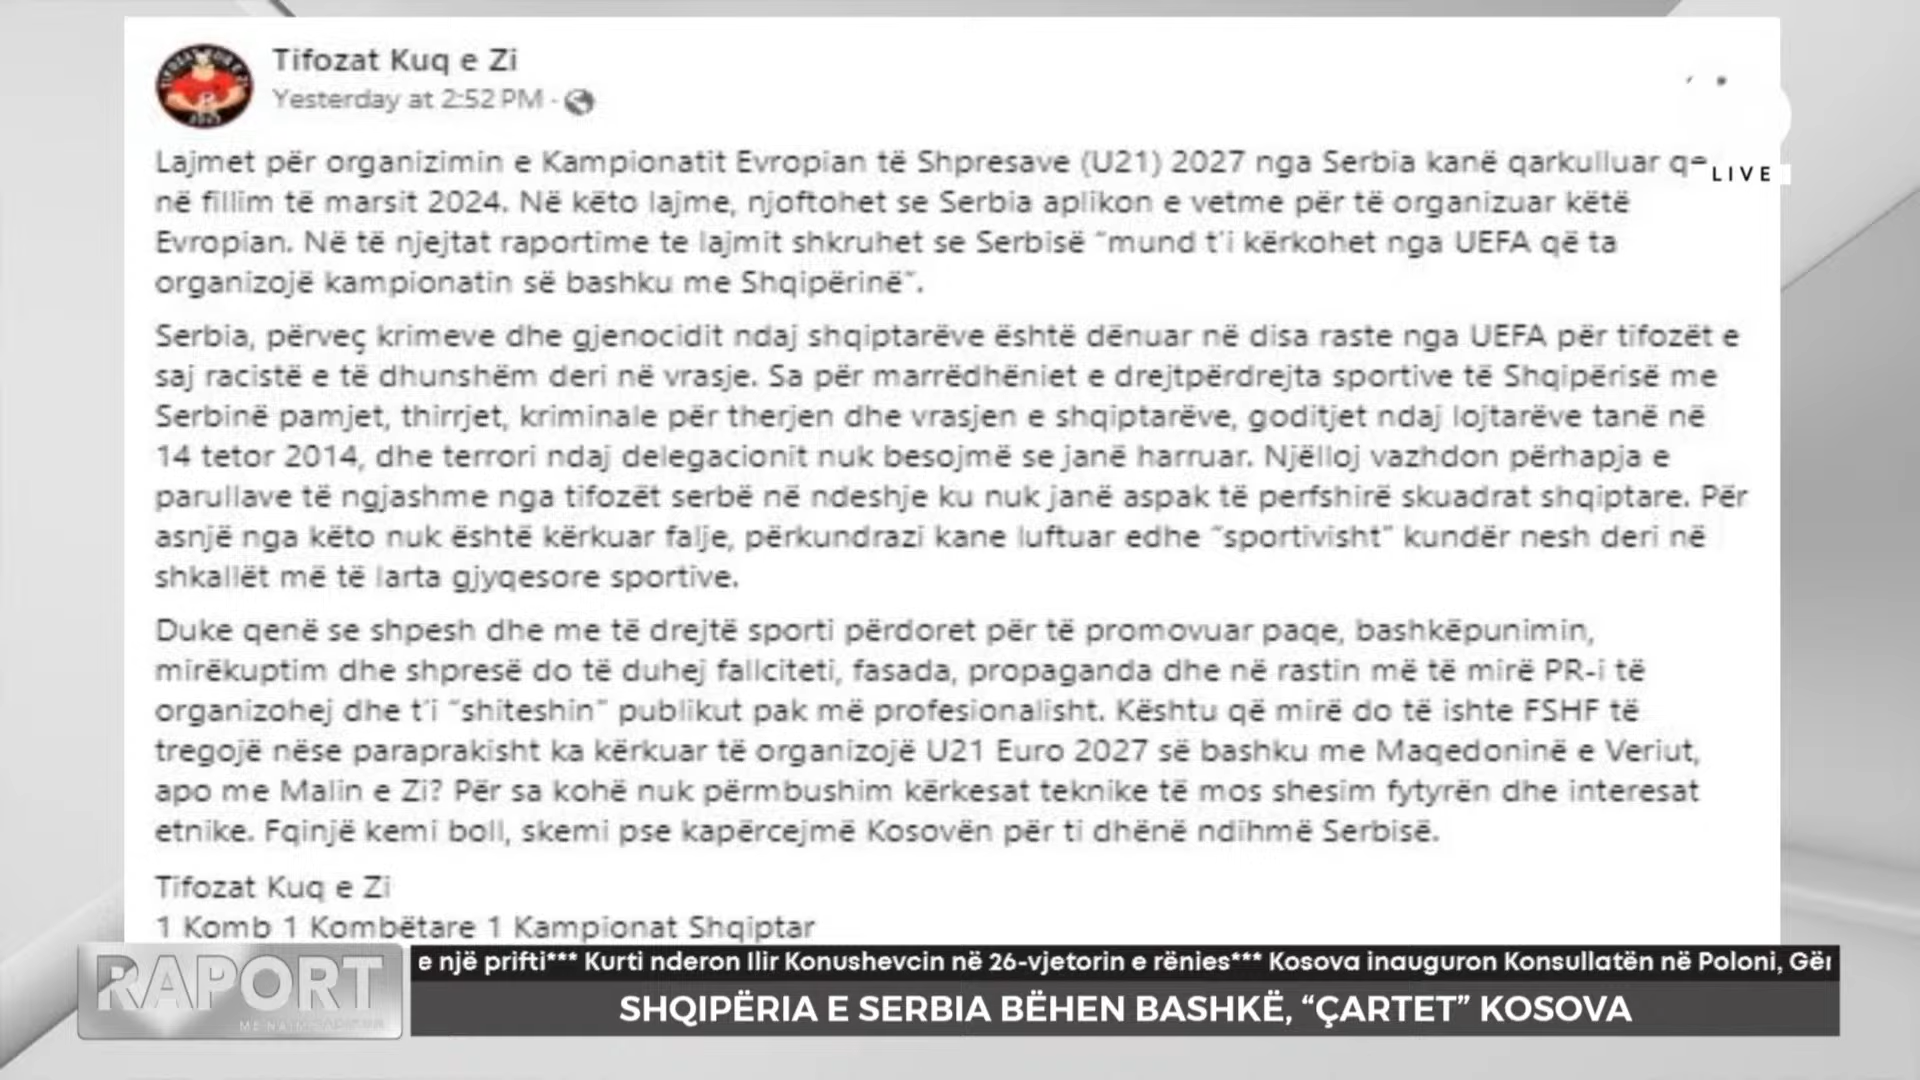 Tifozat Kuq e Zi
Yesterday at 2:52 PM ·
Lajmet për organizimin e Kampionatit Evropian të Shpresave (U21) 2027 nga Serbia kanë qarkulluar
LIVE
në fillim të marsit 2024. Në këto lajme, njoftohet se Serbia aplikon e vetme për të organizuar këtë
Evropian. Në të njejtat raportime te lajmit shkruhet se Serbisë “mund t’i kërkohet nga UEFA që ta
organizojë kampionatin së bashku me Shqipërinë”.
Serbia, përveç krimeve dhe gjenocidit ndaj shqiptarëve është dënuar në disa raste nga UEFA për tifozët e
saj racistë e të dhunshëm deri në vrasje. Sa për marrëdhëniet e drejtpërdrejta sportive të Shqipërisë me
Serbinë pamjet, thirrjet, kriminale për therjen dhe vrasjen e shqiptarëve, goditjet ndaj lojtarëve tanë në
14 tetor 2014, dhe terrori ndaj delegacionit nuk besojmë se janë harruar. Njëlloj vazhdon përhapja e
parullave të ngjashme nga tifozët serbë në ndeshje ku nuk janë aspak të perfshirë skuadrat shqiptare. Për
asnjë nga këto nuk është kërkuar falje, përkundrazi kane luftuar edhe “sportivisht” kundër nesh deri në
shkallët më të larta gjyqesore sportive.
Duke qenë se shpesh dhe me të drejtë sporti përdoret për të promovuar paqe, bashkëpunimin,
mirëkuptim dhe shpresë do të duhej fallciteti, fasada, propaganda dhe në rastin më të mirë PR-i të
organizohej dhe t’i “shiteshin” publikut pak më profesionalisht. Kështu që mirë do të ishte FSHF të
tregojë nëse paraprakisht ka kërkuar të organizojë U21 Euro 2027 së bashku me Maqedoninë e Veriut,
apo me Malin e Zi? Për sa kohë nuk përmbushim kërkesat teknike të mos shesim fytyrën dhe interesat
etnike. Fqinjë kemi boll, skemi pse kapërcejmë Kosovën për ti dhënë ndihmë Serbisë.
Tifozat Kuq e Zi
1 Komb 1 Kombëtare 1 Kampionat Shqiptar
RAPORT
e një prifti*** Kurti nderon Ilir Konushevcin në 26-vjetorin e rënies*** Kosova inauguron Konsullatën në Poloni, Gër
SHQIPËRIA E SERBIA BËHEN BASHKË, “ÇARTET” KOSOVA